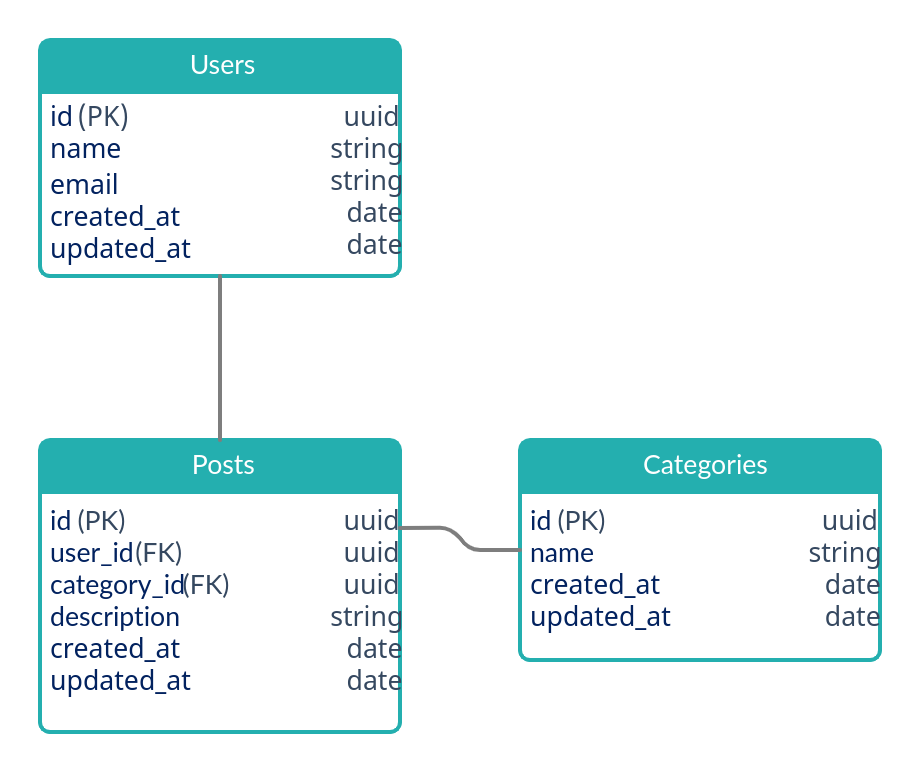 Users
id (PK) uuid
name string
email string
created_at date
updated_at date
Posts
id (PK) uuid
user_id(FK) uuid
category_id(FK) uuid
description string
created_at date
updated_at date
Categories
id (PK) uuid
name string
created_at date
updated_at date